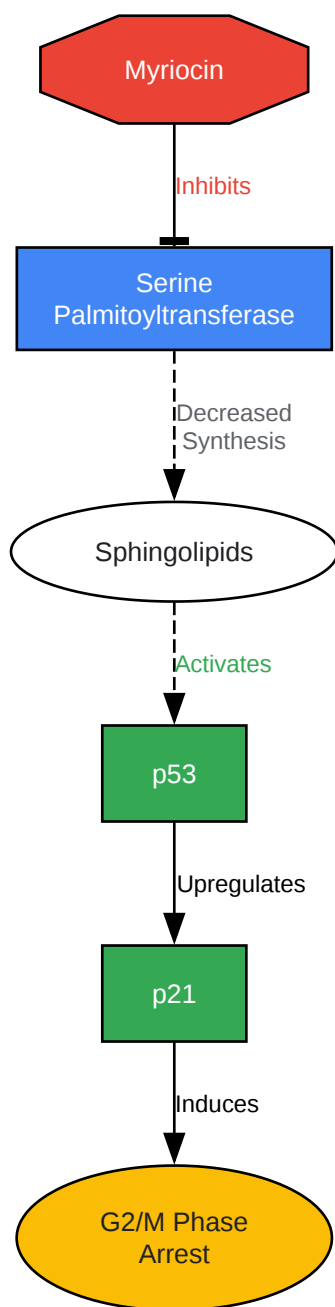 Myriocin
Inhibits
Serine
Palmitoyltransferase
Decreased
Synthesis
Sphingolipids
Activates
p53
Upregulates
p21
Induces
G2/M Phase
Arrest